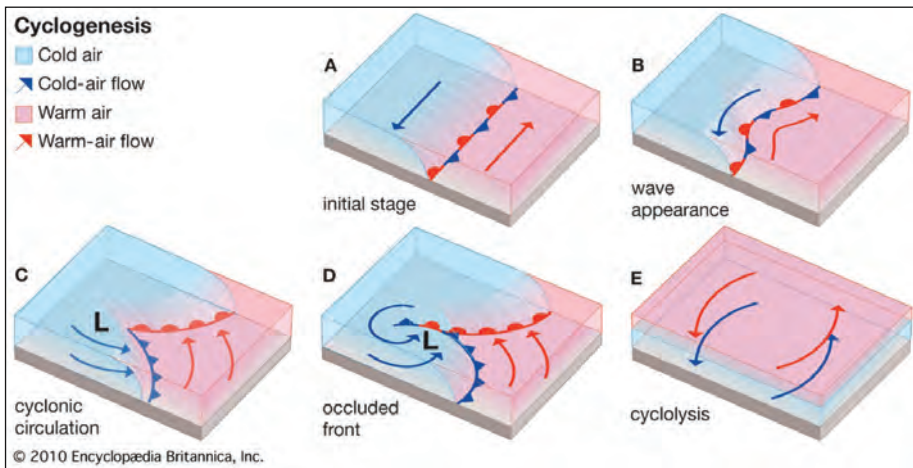 Cyclogenesis
Cold air
Cold-air flow
Warm air
Warm-air flow
A
initial stage
B
wave
appearance
C
L
cyclonic
circulation
D
L
occluded
front
E
cyclolysis
© 2010 Encyclopædia Britannica, Inc.